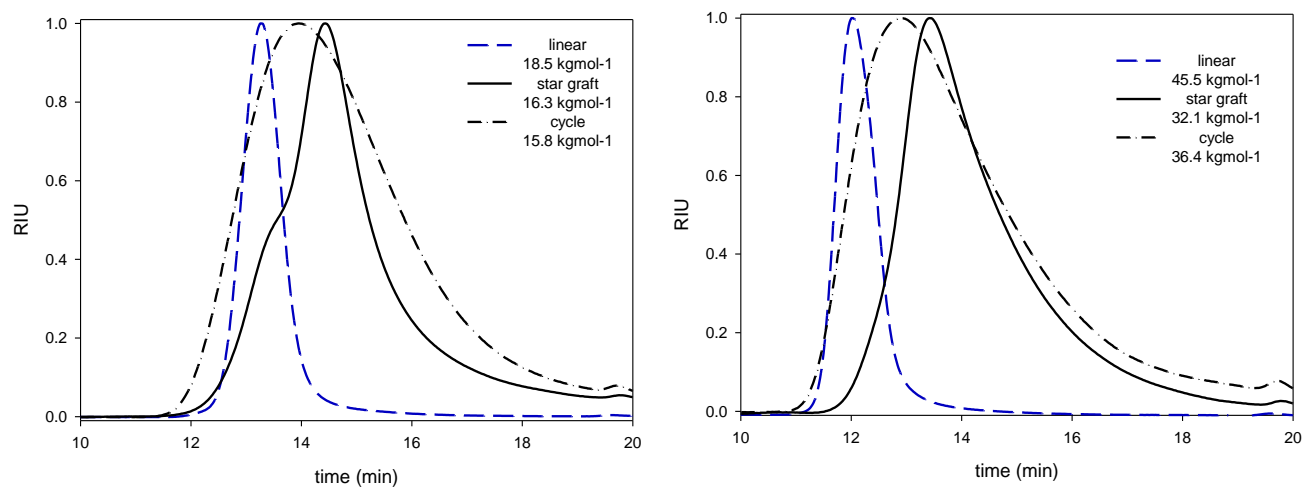 1.0
0.8
0.6
0.4
0.2
0.0
RIU
10
12
14
16
18
20
time (min)
linear
18.5 kgmol-1
star graft
16.3 kgmol-1
cycle
15.8 kgmol-1
1.0
0.8
0.6
0.4
0.2
0.0
RIU
10
12
14
16
18
20
time (min)
linear
45.5 kgmol-1
star graft
32.1 kgmol-1
cycle
36.4 kgmol-1